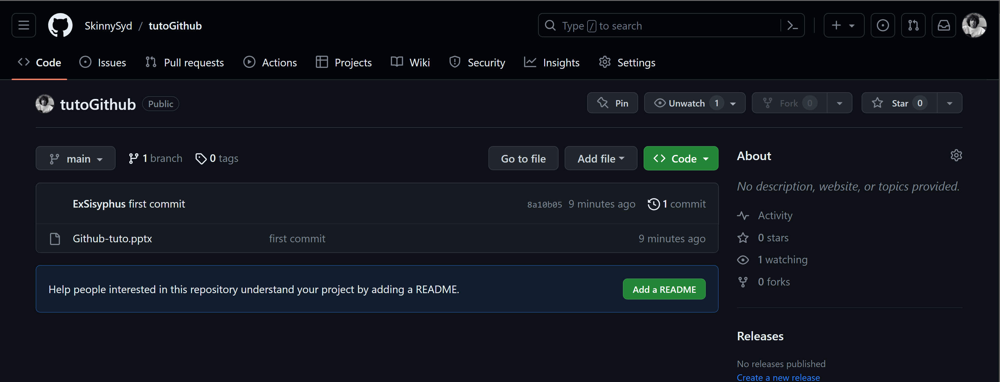 SkinnySyd / tutoGithub
Type / to search
Code Issues Pull requests Actions Projects Wiki Security Insights Settings
tutoGithub Public
Pin Unwatch 1 Fork 0 Star 0
main 1 branch 0 tags Go to file Add file Code
ExSisyphus first commit 8a10b05 9 minutes ago 1 commit
Github-tuto.pptx first commit 9 minutes ago
Help people interested in this repository understand your project by adding a README. Add a README
About
No description, website, or topics provided.
Activity
0 stars
1 watching
0 forks
Releases
No releases published
Create a new release